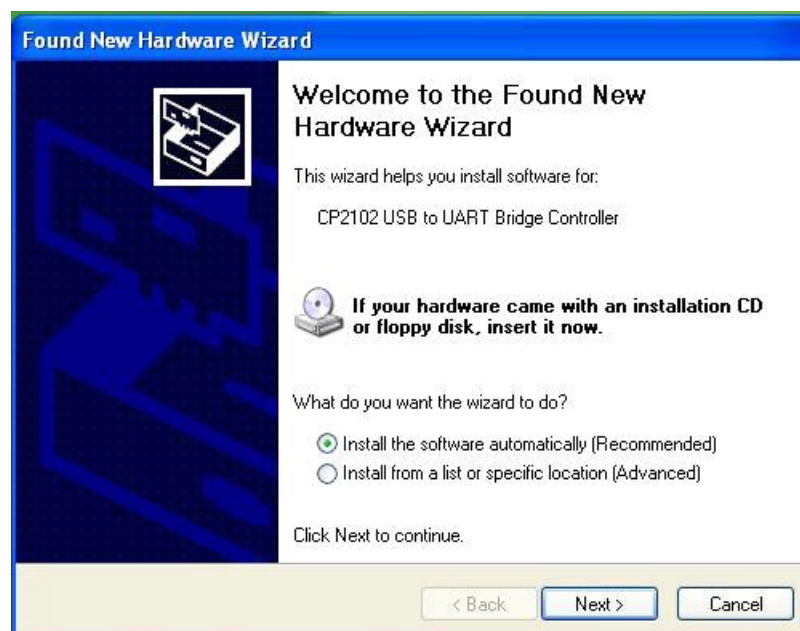 Found New Hardware Wizard
Welcome to the Found New
Hardware Wizard
This wizard helps you install software for:
CP2102 USB to UART Bridge Controller
If your hardware came with an installation CD
or floppy disk, insert it now.
What do you want the wizard to do?
Install the software automatically (Recommended)
Install from a list or specific location (Advanced)
Click Next to continue.
< Back Next > Cancel